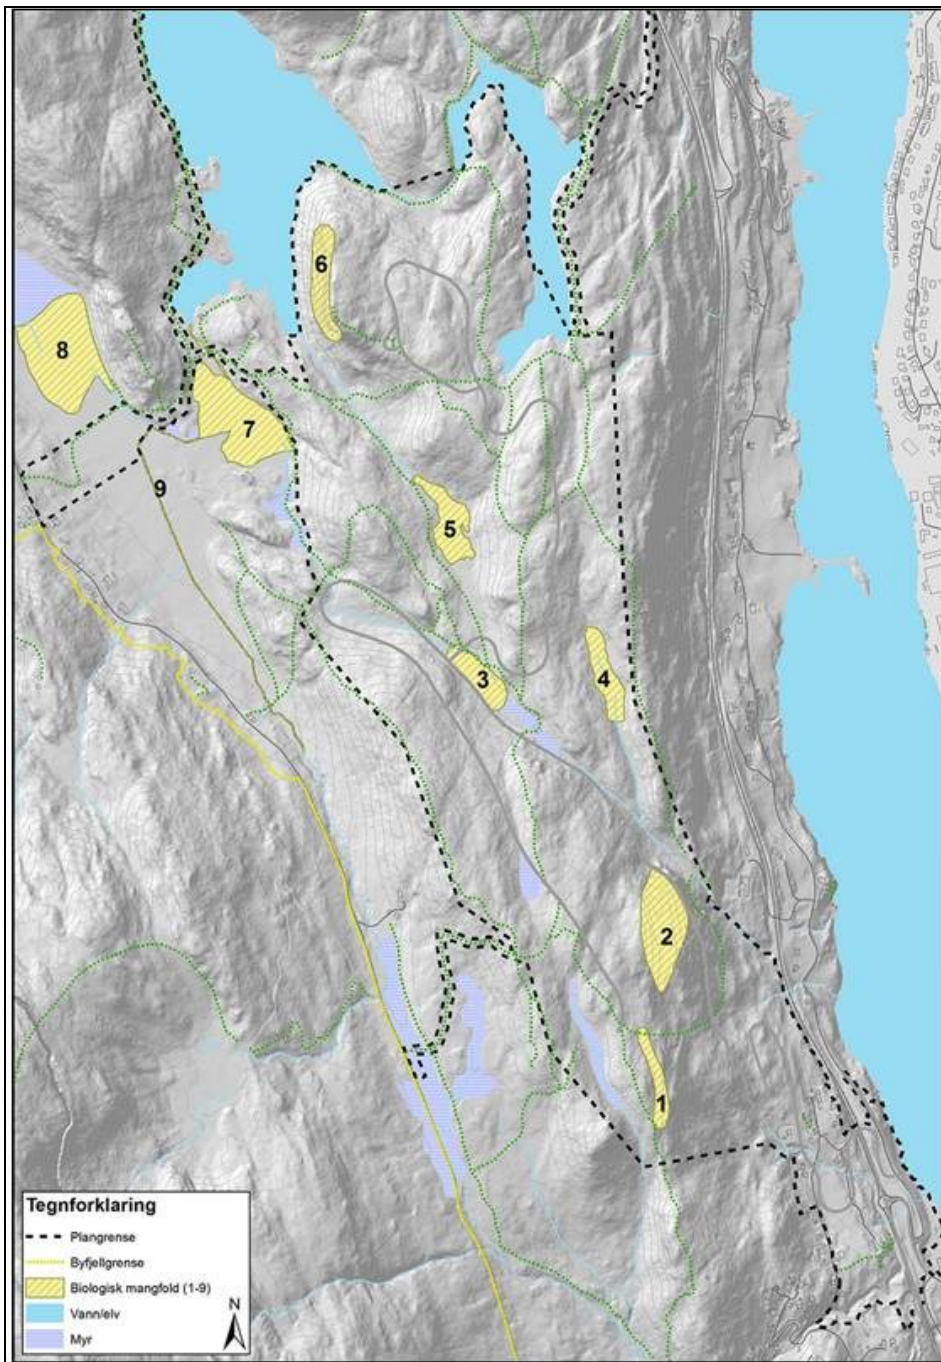 6
8
7
9
5
3
4
2
1
Tegnforklaring
Plangrense
Byfjellgrense
Biologisk mangfold (1-9)
Vann/elv
Myr
N